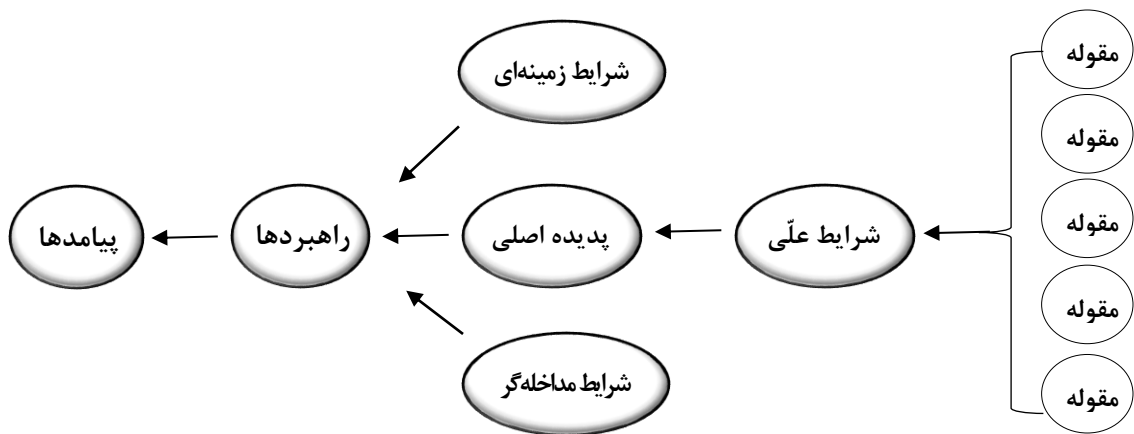 مقوله
مقوله
مقوله
مقوله
مقوله
شرایط علّی
شرایط زمینه‌ای
پدیده اصلی
شرایط مداخله‌گر
راهبردها
پیامدها